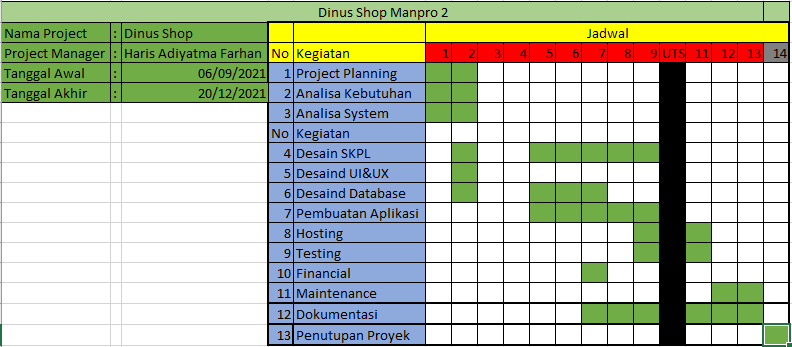 Dinus Shop Manpro 2
Nama Project : Dinus Shop Jadwal
Project Manager : Haris Adiyatma Farhan No Kegiatan 1 2 3 4 5 6 7 8 9 UTS 11 12 13 14
Tanggal Awal : 06/09/2021 1 Project Planning
Tanggal Akhir : 20/12/2021 2 Analisa Kebutuhan
3 Analisa System
No Kegiatan
4 Desain SKPL
5 Desaind UI&UX
6 Desaind Database
7 Pembuatan Aplikasi
8 Hosting
9 Testing
10 Financial
11 Maintenance
12 Dokumentasi
13 Penutupan Proyek